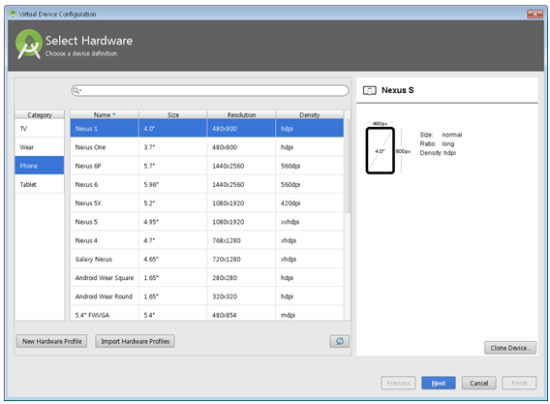 Virtual Device Configuration
Select Hardware
Choose a device definition
Category
Name Size Resolution Density
TV
Wear
Phone
Tablet
Nexus S 4.0" 480x800 hdpi
Nexus One 3.7" 480x800 hdpi
Nexus 6P 5.7" 1440x2560 560dpi
Nexus 6 5.96" 1440x2560 560dpi
Nexus 5X 5.2" 1080x1920 420dpi
Nexus 5 4.95" 1080x1920 xxhdpi
Nexus 4 4.7" 768x1280 xhdpi
Galaxy Nexus 4.65" 720x1280 xhdpi
Android Wear Square 1.65" 280x280 hdpi
Android Wear Round 1.65" 320x320 hdpi
5.4" FWVGA 5.4" 480x854 mdpi
New Hardware Profile
Import Hardware Profiles
Nexus S
480px
4.0"
800px
Size: normal
Ratio: long
Density: hdpi
Clone Device...
Previous
Next
Cancel
Finish